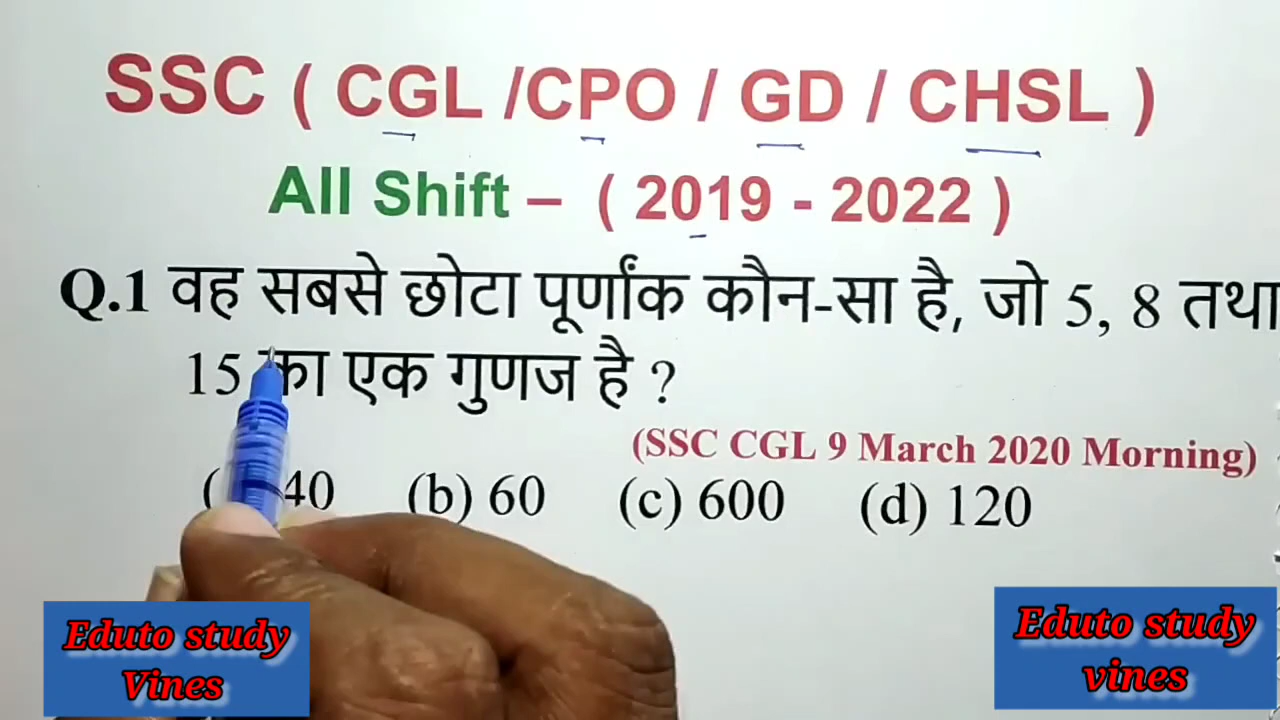 SSC ( CGL /CPO / GD / CHSL )
All Shift – ( 2019 - 2022 )
Q.1 वह सबसे छोटा पूर्णांक कौन-सा है, जो 5, 8 तथा
15 का एक गुणज है ?
(SSC CGL 9 March 2020 Morning)
( 40 (b) 60 (c) 600 (d) 120
Eduto study
Vines
Eduto study
vines